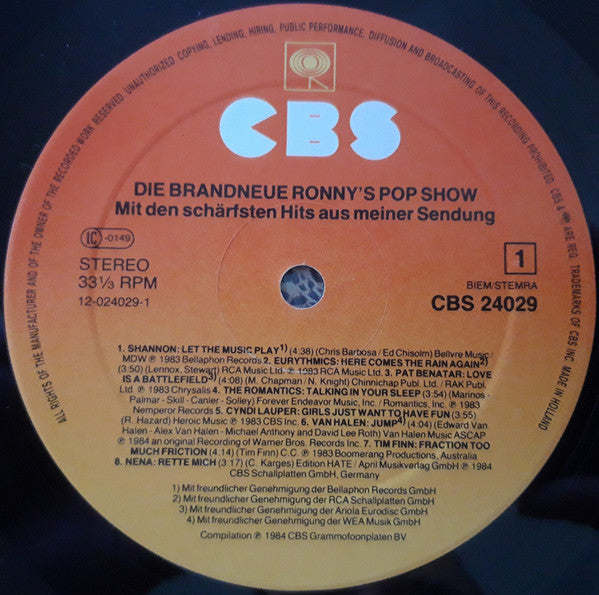 ALL RIGHTS OF THE MANUFACTURER AND OF THE OWNER OF THE RECORDED WORK RESERVED. UNAUTHORIZED COPYING, LENDING, HIRING, PUBLIC PERFORMANCE, DIFFUSION AND BROADCASTING OF THIS RECORDING PROHIBITED. CBS & ARE REG. TRADEMARKS OF CBS INC. MADE IN HOLLAND
CBS
DIE BRANDNEUE RONNY'S POP SHOW
Mit den schärfsten Hits aus meiner Sendung
LC -0149
STEREO
33 1/3 RPM
12-024029-1
1
BIEM/STEMRA
CBS 24029
1. SHANNON: LET THE MUSIC PLAY1) (4:38) (Chris Barbosa / Ed Chisolm) Bellvre Music/
MDW ℗ 1983 Bellaphon Records 2. EURYTHMICS: HERE COMES THE RAIN AGAIN2)
(3:50) (Lennox, Stewart) RCA Music Ltd. ℗ 1983 RCA Music Ltd. 3. PAT BENATAR: LOVE
IS A BATTLEFIELD3) (4:08) (M. Chapman / N. Knight) Chinnichap Publ. Ltd. / RAK Publ.
Ltd. ℗ 1983 Chrysalis 4. THE ROMANTICS: TALKING IN YOUR SLEEP (3:54) (Marinos -
Palmar - Skill - Canier - Solley) Forever Endeavor Music, Inc. / Romantics, Inc. ℗ 1983
Nemperor Records 5. CYNDI LAUPER: GIRLS JUST WANT TO HAVE FUN (3:55)
(R. Hazard) Heroic Music ℗ 1983 CBS Inc. 6. VAN HALEN: JUMP4) (4:04) (Edward Van
Halen - Alex Van Halen - Michael Anthony and David Lee Roth) Van Halen Music ASCAP
℗ 1984 an original Recording of Warner Bros. Records Inc. 7. TIM FINN: FRACTION TOO
MUCH FRICTION (4:14) (Tim Finn) C.C. ℗ 1983 Boomerang Productions, Australia
8. NENA: RETTE MICH (3:17) (C. Karges) Edition HATE / April Musikverlag GmbH ℗ 1984
CBS Schallplatten GmbH, Germany
1) Mit freundlicher Genehmigung der Bellaphon Records GmbH
2) Mit freundlicher Genehmigung der RCA Schallplatten GmbH
3) Mit freundlicher Genehmigung der Ariola Eurodisc GmbH
4) Mit freundlicher Genehmigung der WEA Musik GmbH
Compilation ℗ 1984 CBS Grammofoonplaten BV